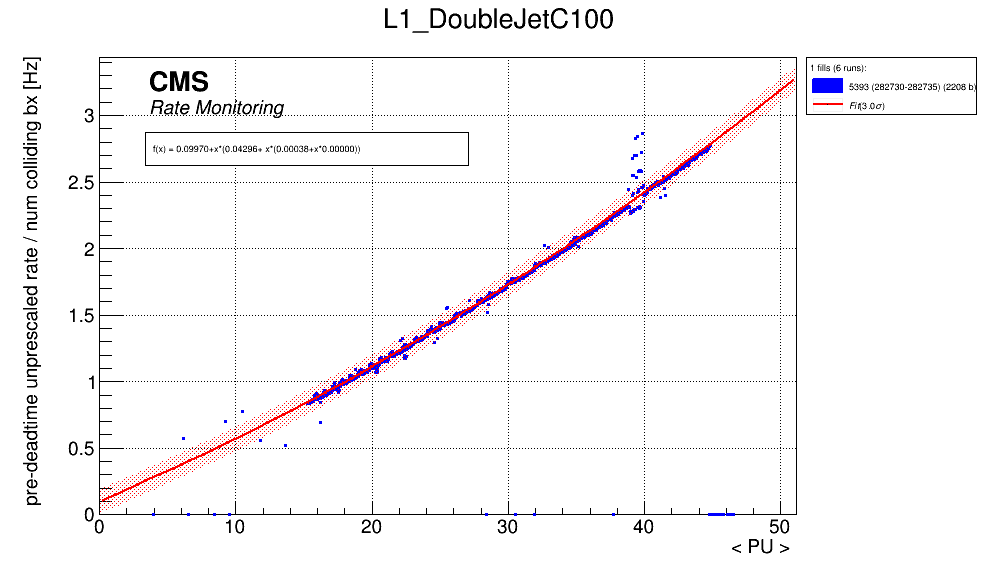 L1_DoubleJetC100
pre-deadtime unprescaled rate / num colliding bx [Hz]
CMS
Rate Monitoring
f(x) = 0.09970+x*(0.04296+ x*(0.00038+x*0.00000))
3
2.5
2
1.5
1
0.5
0
0 10 20 30 40 50
< PU >
1 fills (6 runs):
5393 (282730-282735) (2208 b)
Fit(3.0σ)